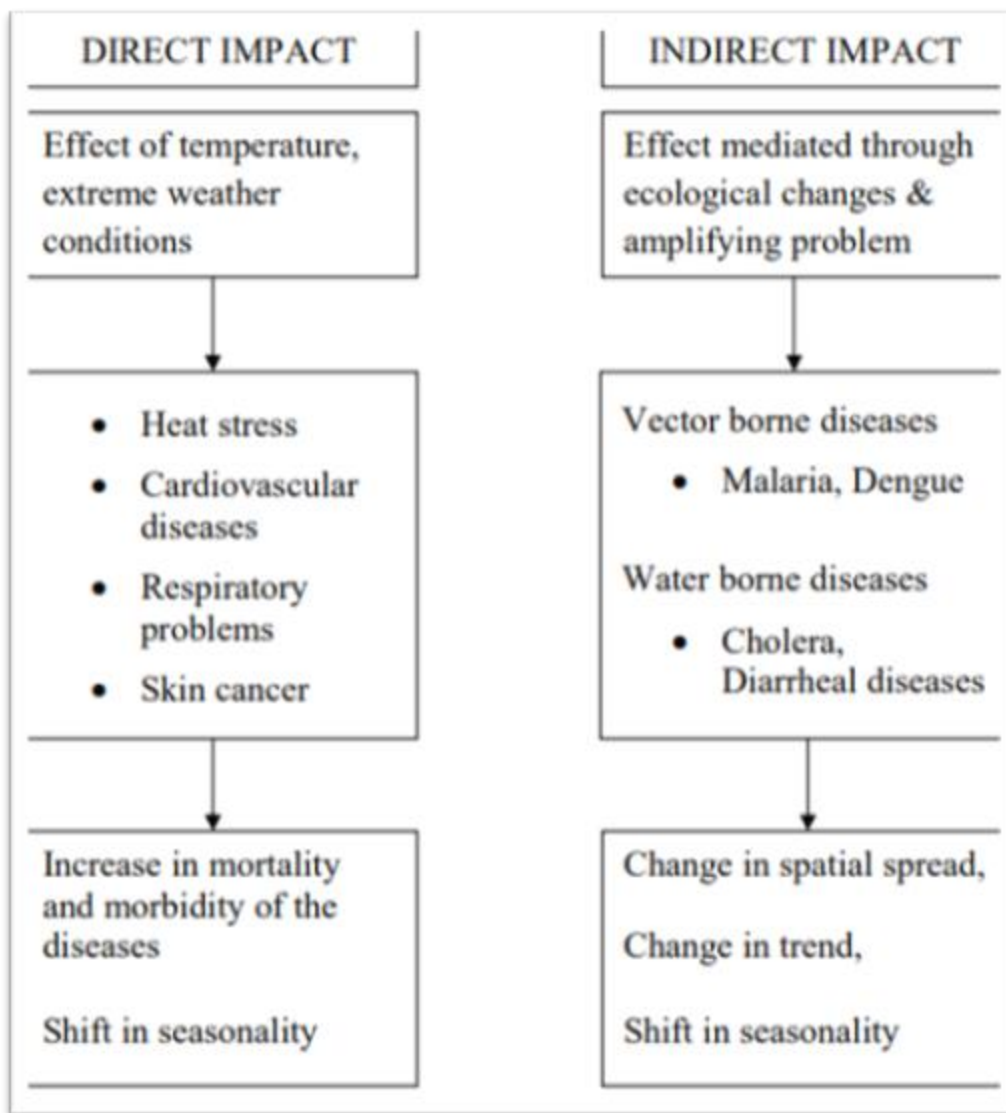 DIRECT IMPACT
Effect of temperature,
extreme weather
conditions
• Heat stress
• Cardiovascular
diseases
• Respiratory
problems
• Skin cancer
Increase in mortality
and morbidity of the
diseases
Shift in seasonality
INDIRECT IMPACT
Effect mediated through
ecological changes &
amplifying problem
Vector borne diseases
• Malaria, Dengue
Water borne diseases
• Cholera,
Diarrheal diseases
Change in spatial spread,
Change in trend,
Shift in seasonality